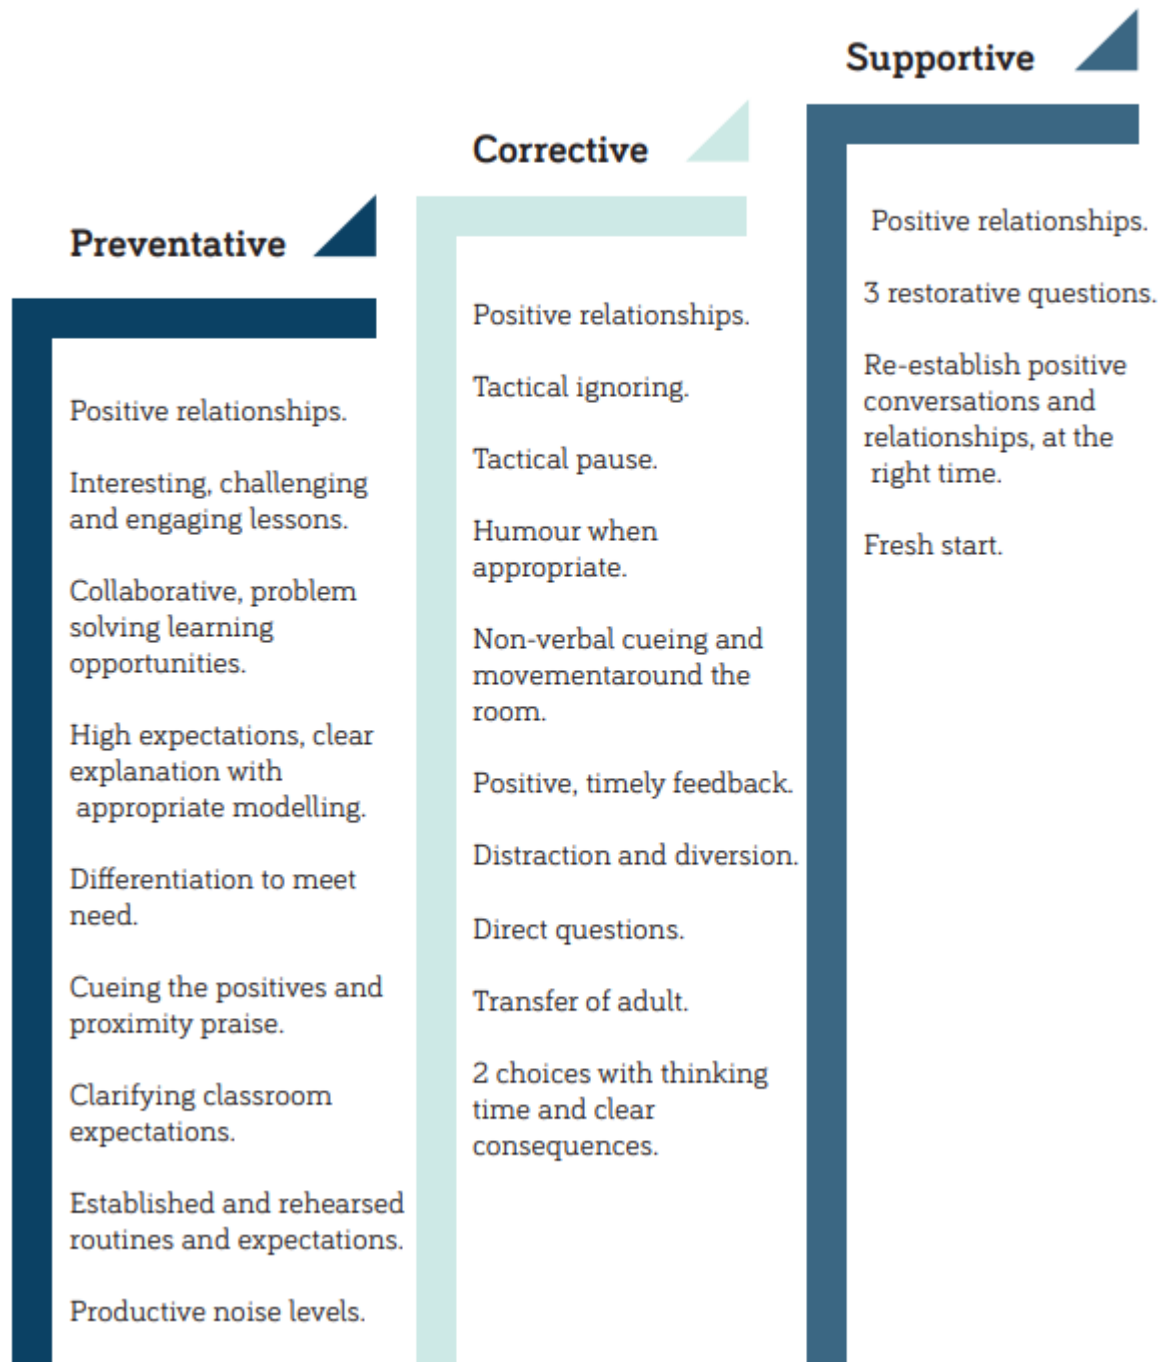 Preventative
Positive relationships.
Interesting, challenging
and engaging lessons.
Collaborative, problem
solving learning
opportunities.
High expectations, clear
explanation with
appropriate modelling.
Differentiation to meet
need.
Cueing the positives and
proximity praise.
Clarifying classroom
expectations.
Established and rehearsed
routines and expectations.
Productive noise levels.
Corrective
Positive relationships.
Tactical ignoring.
Tactical pause.
Humour when
appropriate.
Non-verbal cueing and
movementaround the
room.
Positive, timely feedback.
Distraction and diversion.
Direct questions.
Transfer of adult.
2 choices with thinking
time and clear
consequences.
Supportive
Positive relationships.
3 restorative questions.
Re-establish positive
conversations and
relationships, at the
right time.
Fresh start.